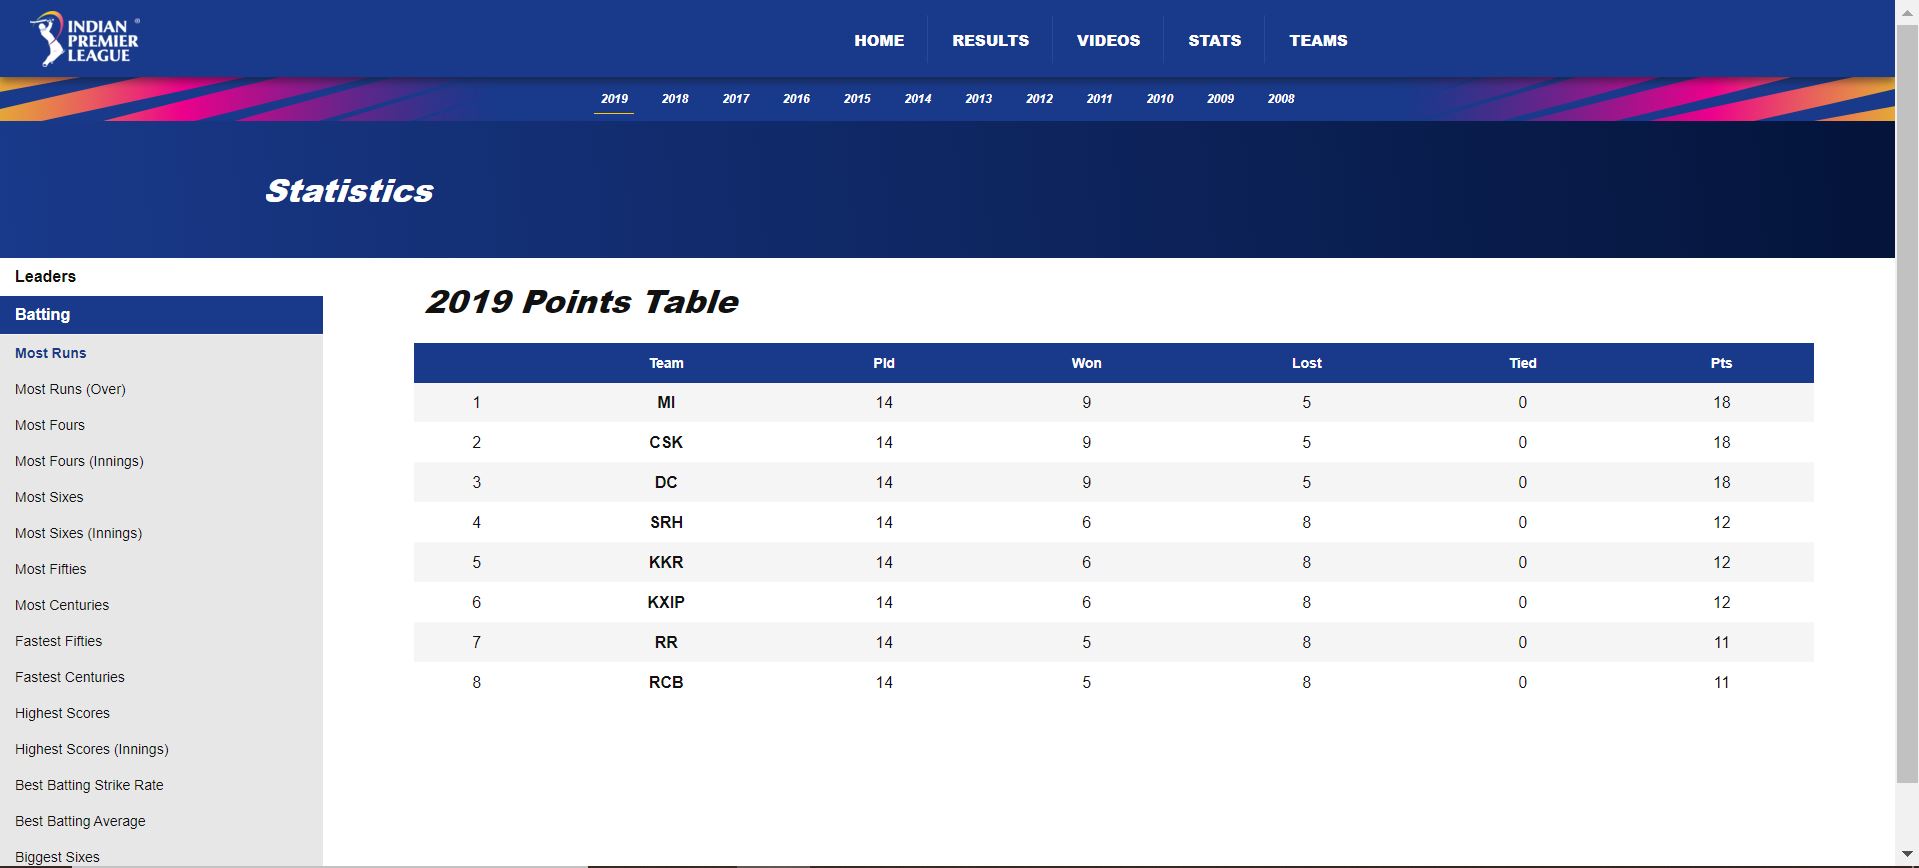 INDIAN
PREMIER
LEAGUE
®
HOME RESULTS VIDEOS STATS TEAMS
2019 2018 2017 2016 2015 2014 2013 2012 2011 2010 2009 2008
Statistics
Leaders
Batting
Most Runs
Most Runs (Over)
Most Fours
Most Fours (Innings)
Most Sixes
Most Sixes (Innings)
Most Fifties
Most Centuries
Fastest Fifties
Fastest Centuries
Highest Scores
Highest Scores (Innings)
Best Batting Strike Rate
Best Batting Average
Biggest Sixes
2019 Points Table
Team Pld Won Lost Tied Pts
1 MI 14 9 5 0 18
2 CSK 14 9 5 0 18
3 DC 14 9 5 0 18
4 SRH 14 6 8 0 12
5 KKR 14 6 8 0 12
6 KXIP 14 6 8 0 12
7 RR 14 5 8 0 11
8 RCB 14 5 8 0 11